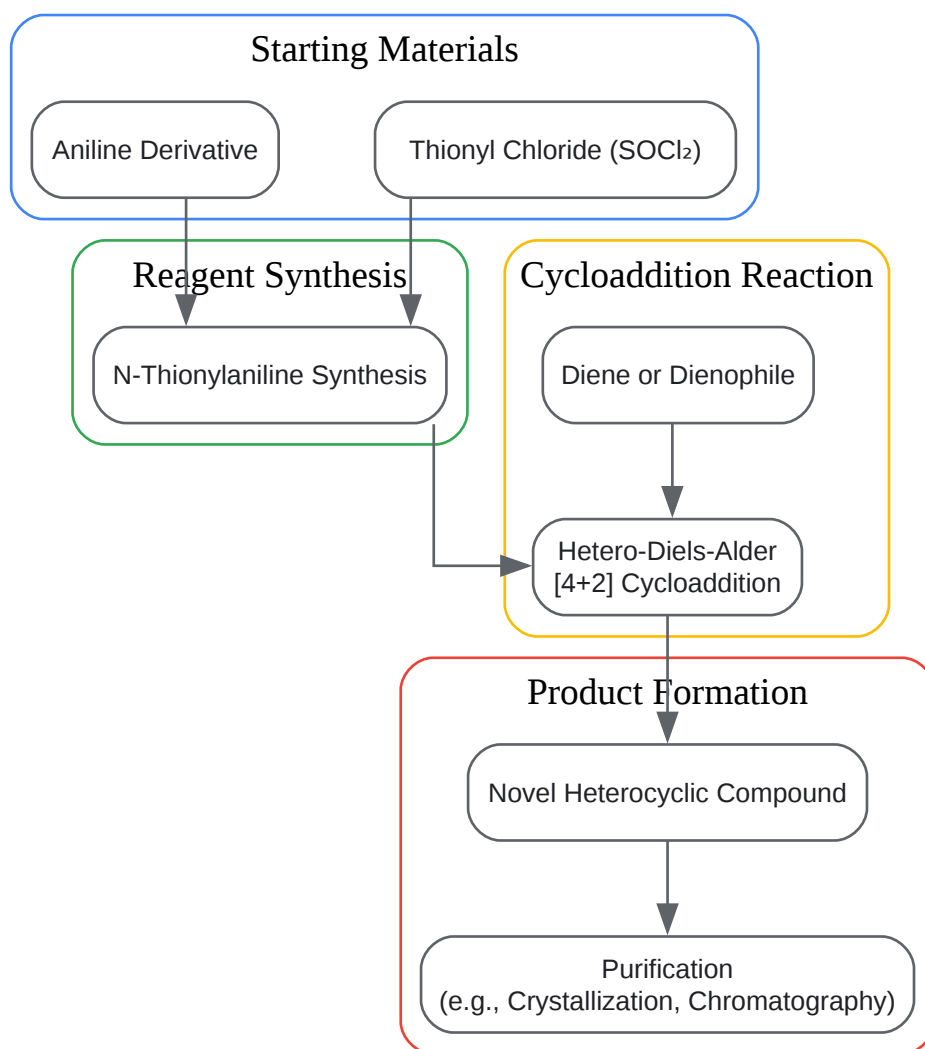 Starting Materials
Aniline Derivative
Thionyl Chloride (SOCl₂)
Reagent Synthesis
N-Thionylaniline Synthesis
Cycloaddition Reaction
Diene or Dienophile
Hetero-Diels-Alder
[4+2] Cycloaddition
Product Formation
Novel Heterocyclic Compound
Purification
(e.g., Crystallization, Chromatography)